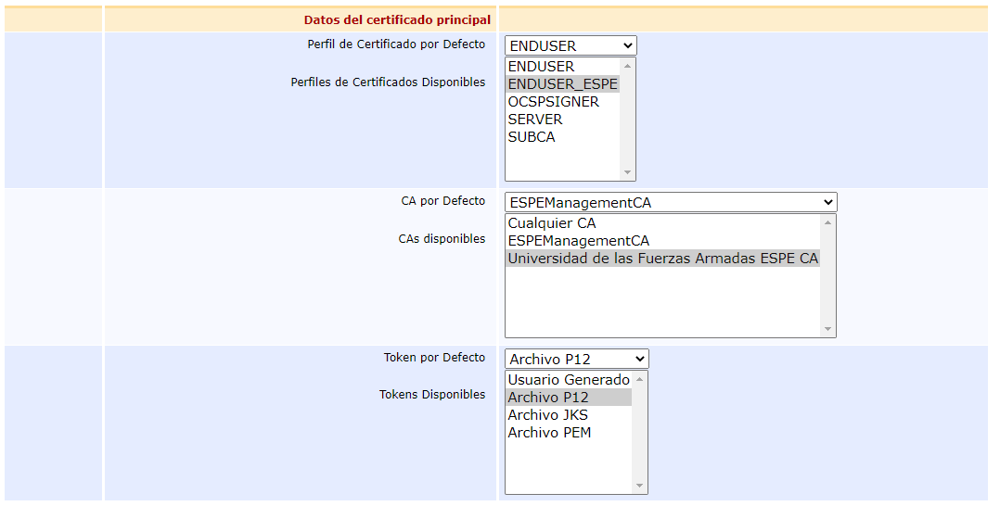 Datos del certificado principal
Perfil de Certificado por Defecto
ENDUSER
Perfiles de Certificados Disponibles
ENDUSER
ENDUSER_ESPE
OCSPSIGNER
SERVER
SUBCA
CA por Defecto
ESPEManagementCA
CAs disponibles
Cualquier CA
ESPEManagementCA
Universidad de las Fuerzas Armadas ESPE CA
Token por Defecto
Archivo P12
Tokens Disponibles
Usuario Generado
Archivo P12
Archivo JKS
Archivo PEM